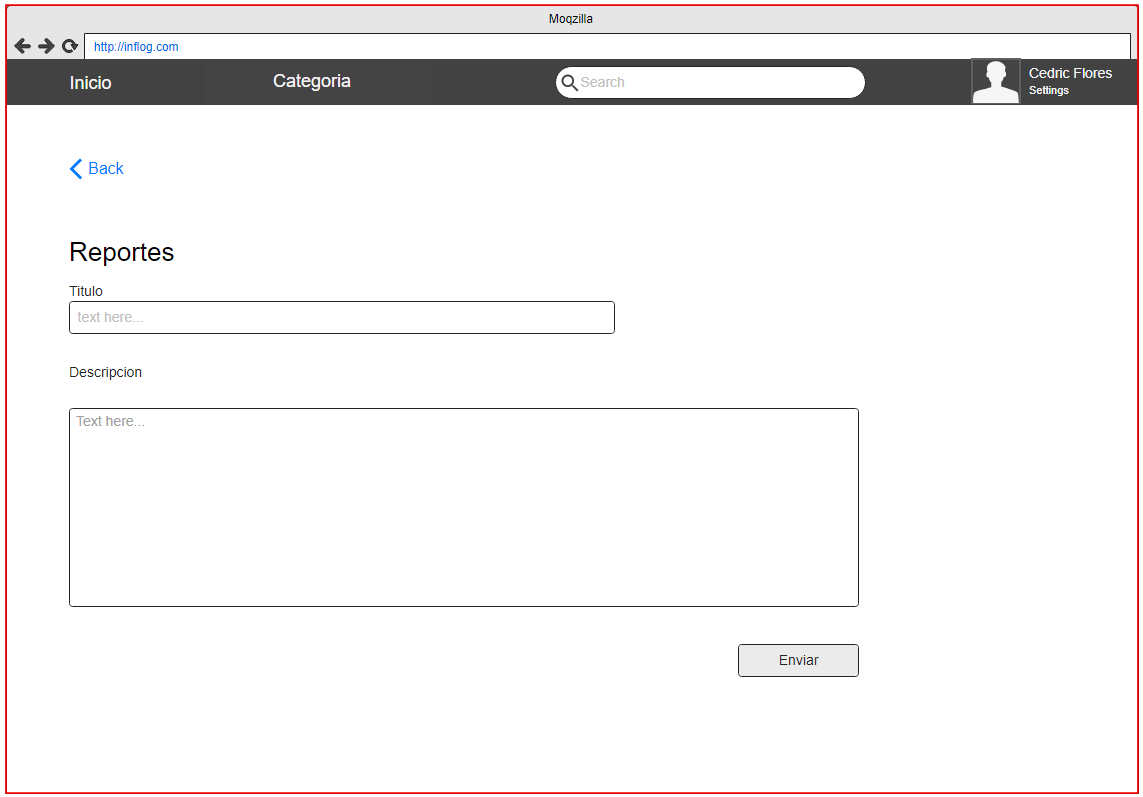 Moqzilla
http://inflog.com
Inicio
Categoria
Search
Cedric Flores
Settings
Back
Reportes
Titulo
text here...
Descripcion
Text here...
Enviar